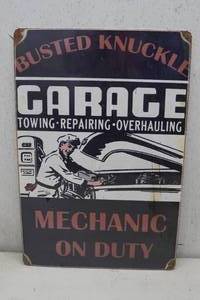 BUSTED KNUCKLE
GARAGE
TOWING · REPAIRING · OVERHAULING
MECHANIC
ON DUTY